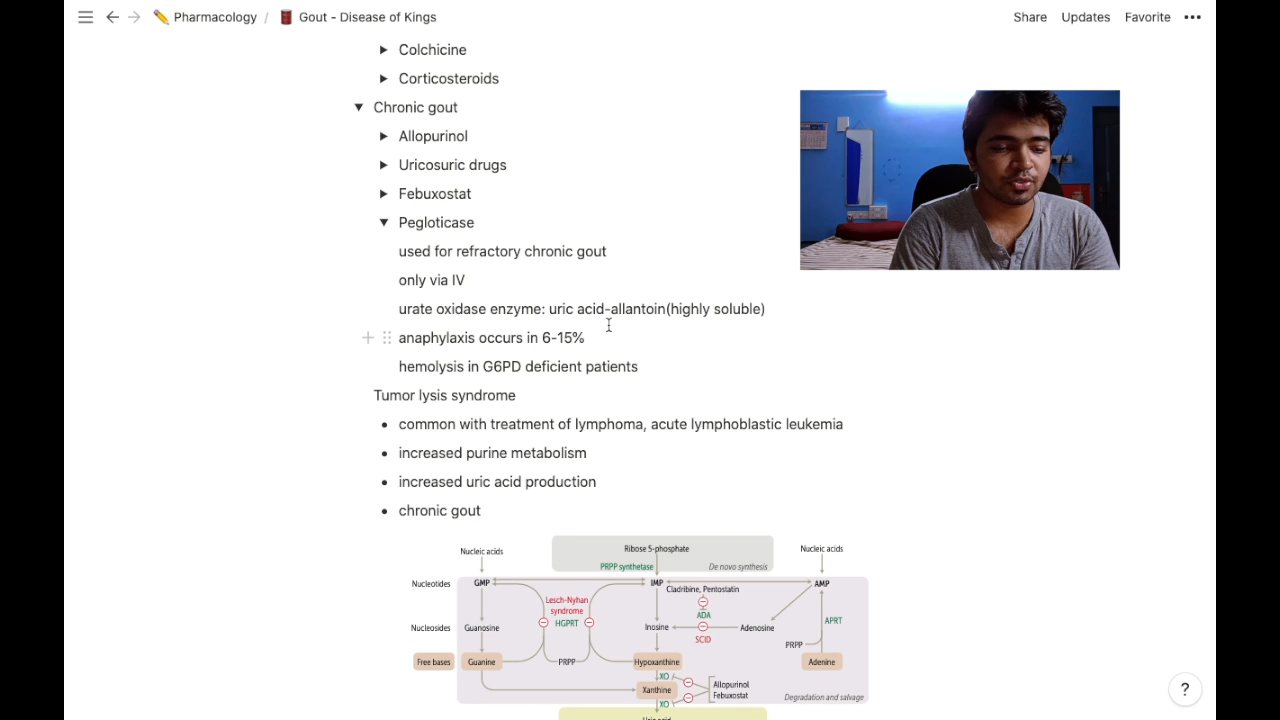 Pharmacology / Gout - Disease of Kings
Share Updates Favorite
Colchicine
Corticosteroids
Chronic gout
Allopurinol
Uricosuric drugs
Febuxostat
Pegloticase
used for refractory chronic gout
only via IV
urate oxidase enzyme: uric acid-allantoin(highly soluble)
anaphylaxis occurs in 6-15%
hemolysis in G6PD deficient patients
Tumor lysis syndrome
common with treatment of lymphoma, acute lymphoblastic leukemia
increased purine metabolism
increased uric acid production
chronic gout
Nucleic acids
Ribose 5-phosphate
Nucleic acids
PRPP synthetase
De novo synthesis
Nucleotides
GMP
IMP
AMP
Cladribine, Pentostatin
Lesch-Nyhan
syndrome
HGPRT
ADA
APRT
Nucleosides
Guanosine
Inosine
Adenosine
SCID
PRPP
Free bases
Guanine
PRPP
Hypoxanthine
Adenine
XO
Allopurinol
Febuxostat
Xanthine
XO
Degradation and salvage
?